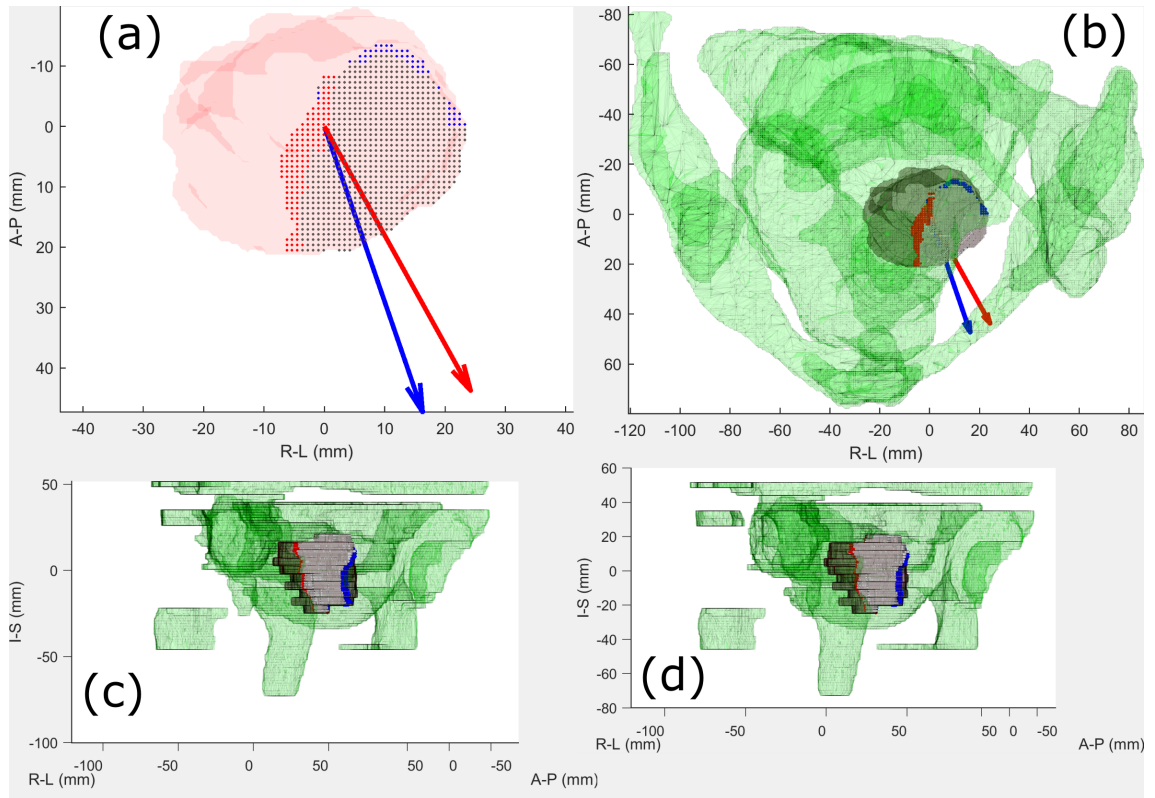 (a)
-10
0
10
20
30
40
A-P (mm)
-40 -30 -20 -10 0 10 20 30 40
R-L (mm)
(b)
-80
-60
-40
-20
0
20
40
60
A-P (mm)
-120 -100 -80 -60 -40 -20 0 20 40 60 80
R-L (mm)
(c)
50
0
-50
-100
I-S (mm)
-100 -50 0 50 50 0 -50
R-L (mm) A-P (mm)
(d)
60
40
20
0
-20
-40
-60
-80
I-S (mm)
-100 -50 0 50 50 0 -50
R-L (mm) A-P (mm)